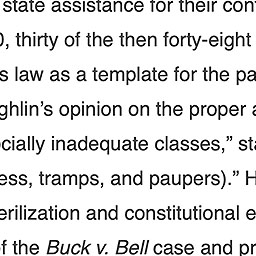 state assistance for their con
), thirty of the then forty-eight
s law as a template for the pa
ghlin's opinion on the proper a
cially inadequate classes," sta
ess, tramps, and paupers)." H
erilization and constitutional e
f the Buck v. Bell case and pr